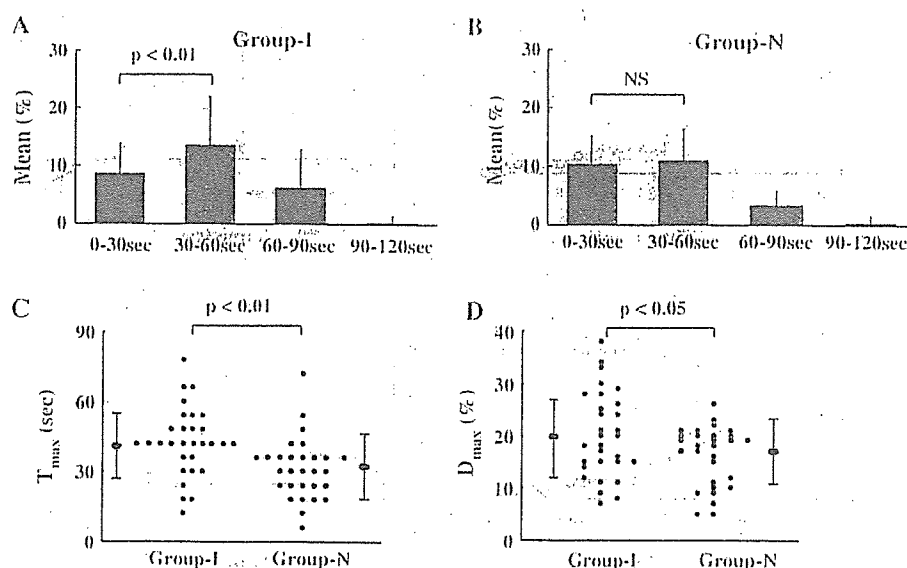 A
Group-I
p < 0.01
Mean (%)
30
20
10
0
0-30sec 30-60sec 60-90sec 90-120sec
B
Group-N
NS
Mean(%)
30
20
10
0
0-30sec 30-60sec 60-90sec 90-120sec
C
p < 0.01
Tmax (sec)
90
60
30
0
Group-I Group-N
D
p < 0.05
Dmax (%)
40
30
20
10
0
Group-I Group-N